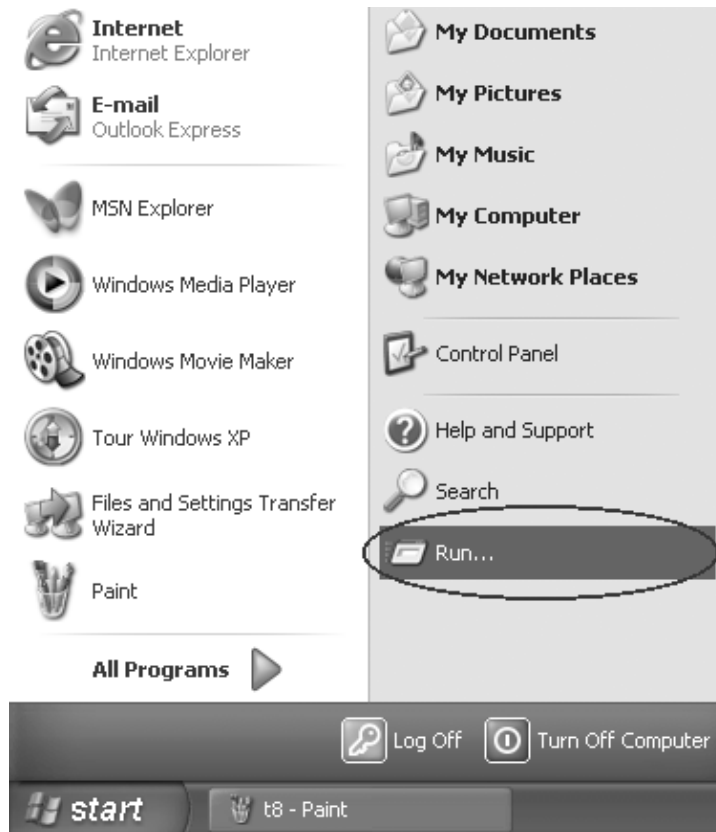 Internet
Internet Explorer
E-mail
Outlook Express
MSN Explorer
Windows Media Player
Windows Movie Maker
Tour Windows XP
Files and Settings Transfer
Wizard
Paint
All Programs
My Documents
My Pictures
My Music
My Computer
My Network Places
Control Panel
Help and Support
Search
Run...
Log Off
Turn Off Computer
start
t8 - Paint